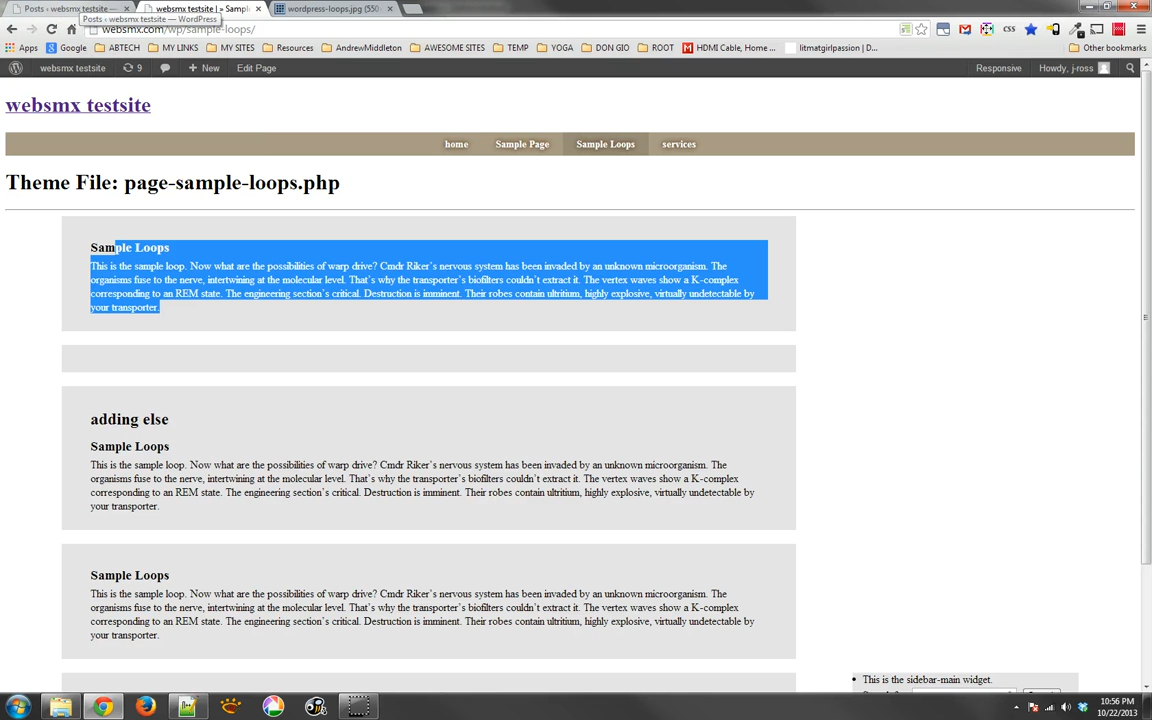 Posts ‹ websmx testsite —
websmx testsite | » Sampl
wordpress-loops.jpg (550
Posts ‹ websmx testsite — WordPress
websmx.com/wp/sample-loops/
Apps
Google
ABTECH
MY LINKS
MY SITES
Resources
AndrewMiddleton
AWESOME SITES
TEMP
YOGA
DON GIO
ROOT
HDMI Cable, Home ...
litmatgirlpassion | D...
Other bookmarks
websmx testsite
9
New
Edit Page
Responsive
Howdy, j-ross
websmx testsite
home
Sample Page
Sample Loops
services
Theme File: page-sample-loops.php
Sample Loops
This is the sample loop. Now what are the possibilities of warp drive? Cmdr Riker’s nervous system has been invaded by an unknown microorganism. The
organisms fuse to the nerve, intertwining at the molecular level. That’s why the transporter’s biofilters couldn’t extract it. The vertex waves show a K-complex
corresponding to an REM state. The engineering section’s critical. Destruction is imminent. Their robes contain ultritium, highly explosive, virtually undetectable by
your transporter.
adding else
Sample Loops
This is the sample loop. Now what are the possibilities of warp drive? Cmdr Riker’s nervous system has been invaded by an unknown microorganism. The
organisms fuse to the nerve, intertwining at the molecular level. That’s why the transporter’s biofilters couldn’t extract it. The vertex waves show a K-complex
corresponding to an REM state. The engineering section’s critical. Destruction is imminent. Their robes contain ultritium, highly explosive, virtually undetectable by
your transporter.
Sample Loops
This is the sample loop. Now what are the possibilities of warp drive? Cmdr Riker’s nervous system has been invaded by an unknown microorganism. The
organisms fuse to the nerve, intertwining at the molecular level. That’s why the transporter’s biofilters couldn’t extract it. The vertex waves show a K-complex
corresponding to an REM state. The engineering section’s critical. Destruction is imminent. Their robes contain ultritium, highly explosive, virtually undetectable by
your transporter.
This is the sidebar-main widget.
10:56 PM
10/22/2013